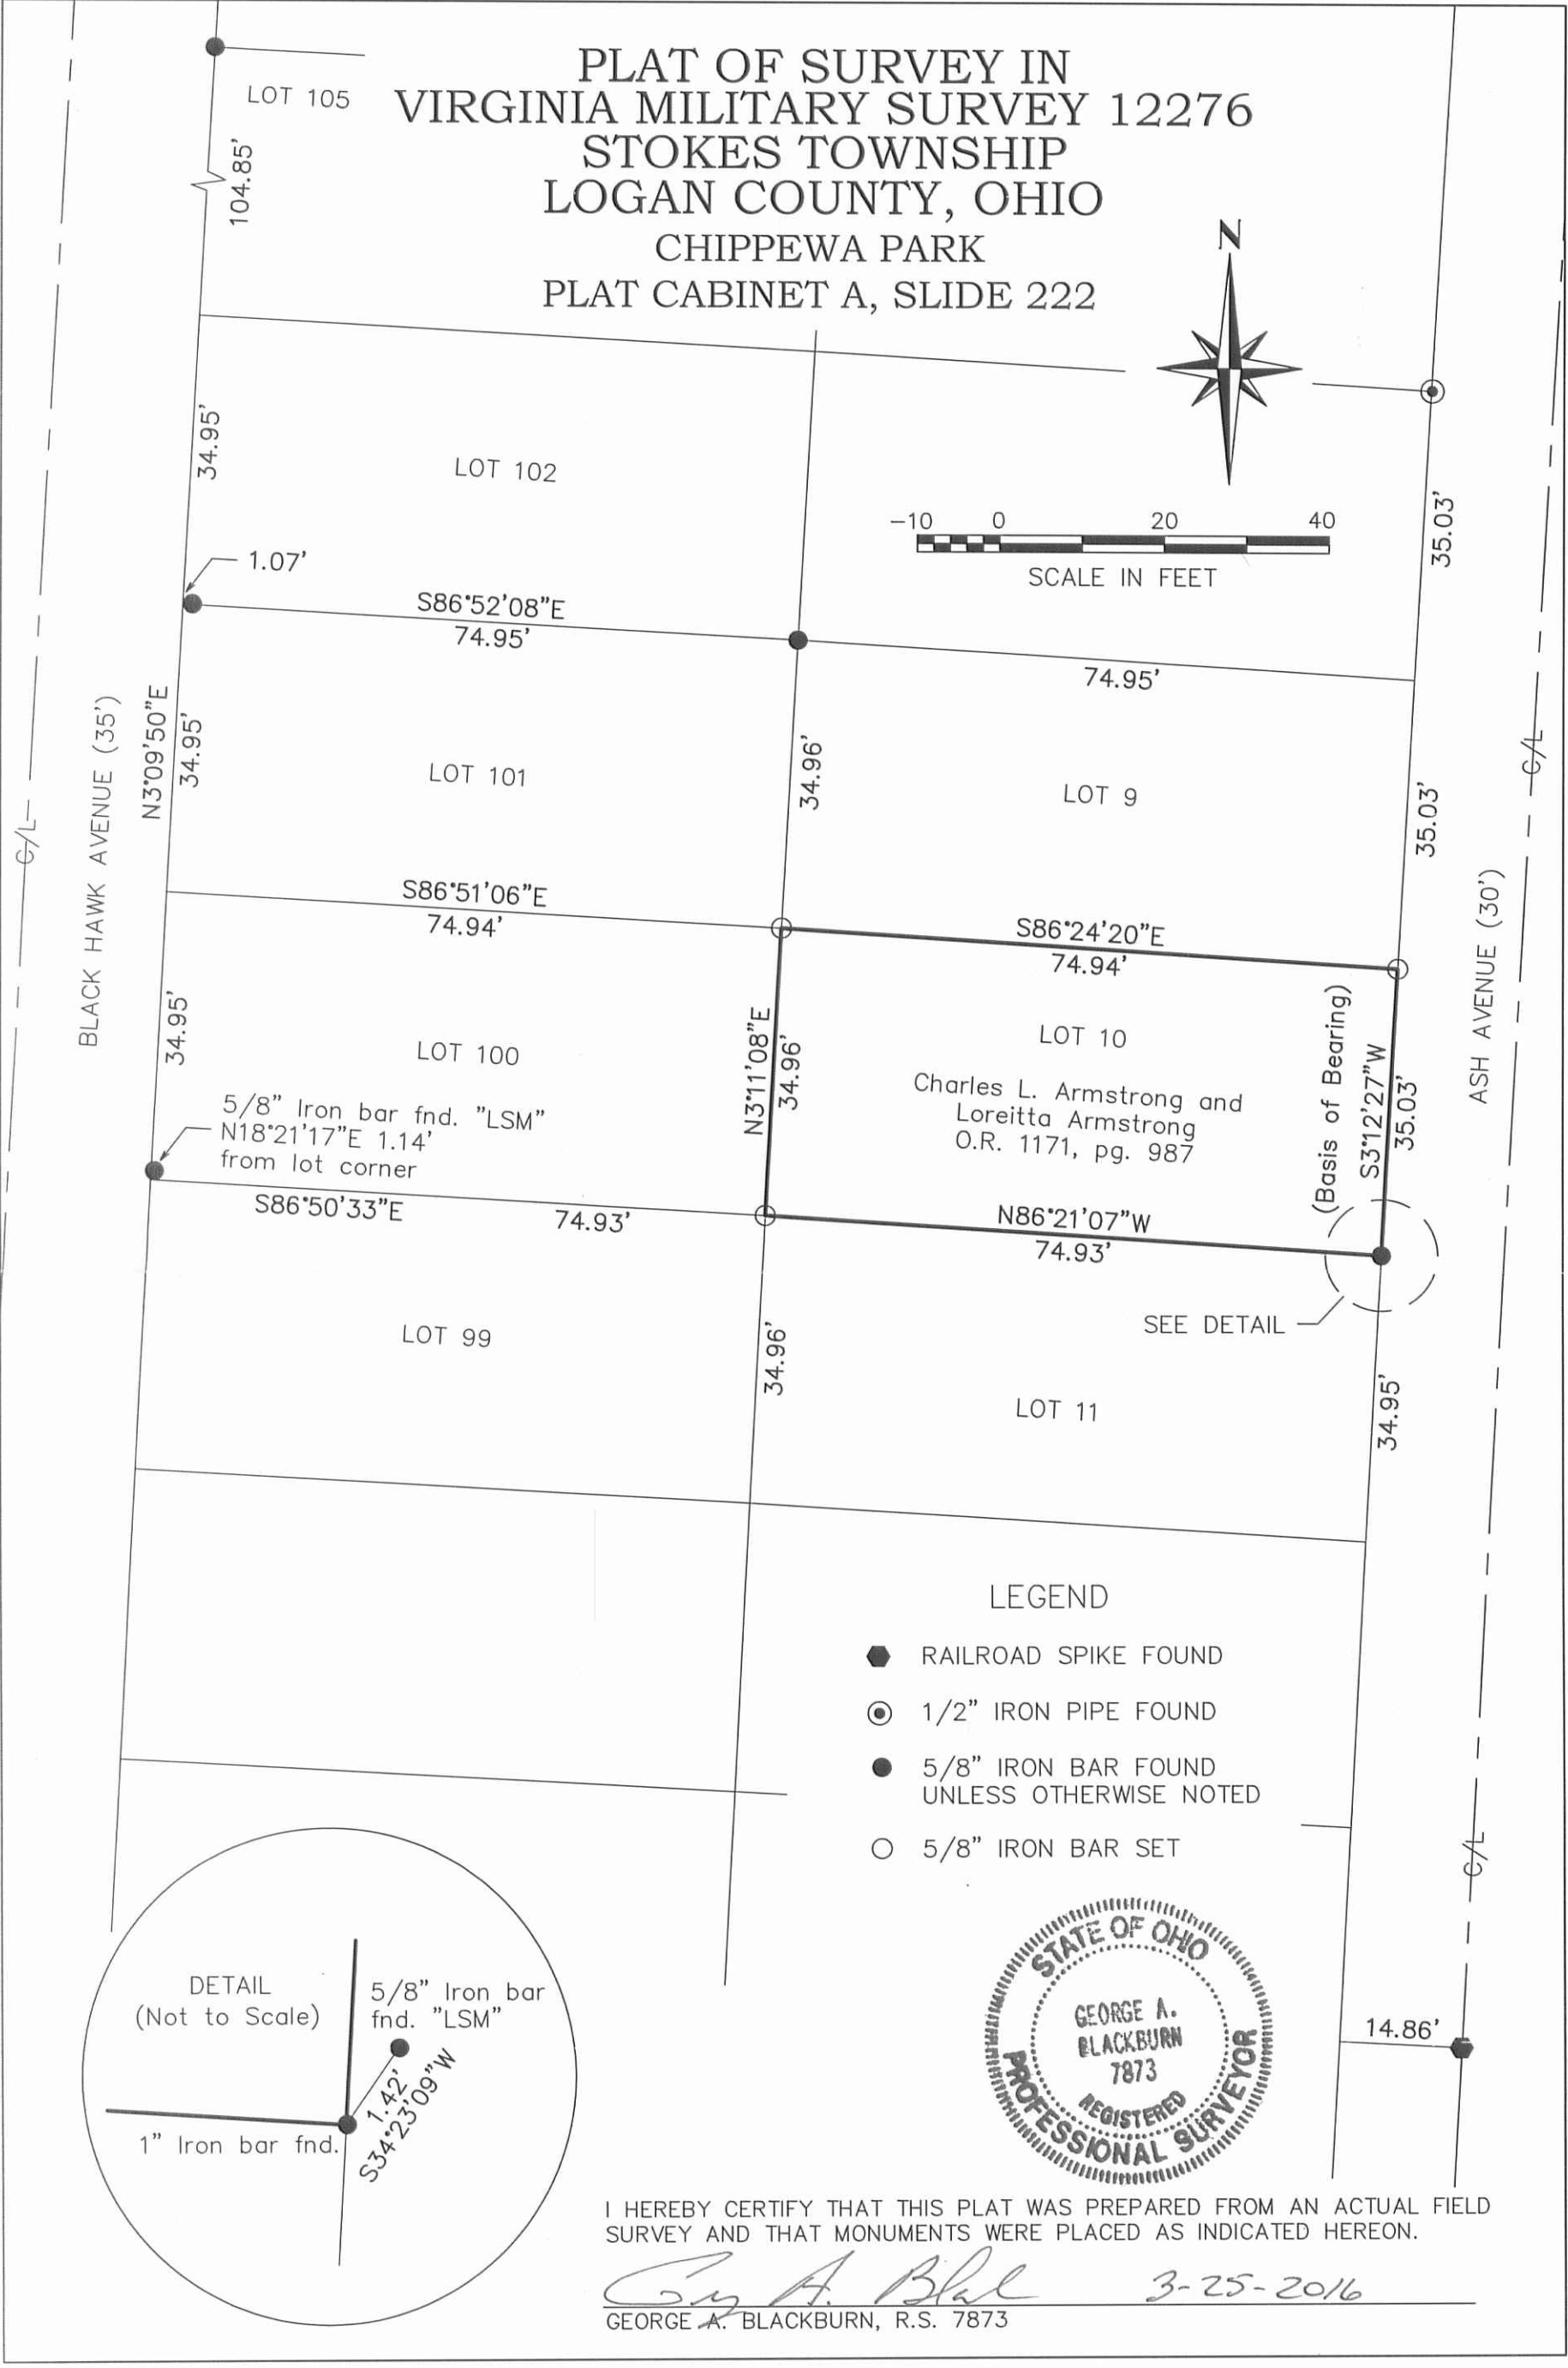 PLAT OF SURVEY IN
VIRGINIA MILITARY SURVEY 12276
STOKES TOWNSHIP
LOGAN COUNTY, OHIO
CHIPPEWA PARK
PLAT CABINET A, SLIDE 222
LOT 105
104.85'
N
34.95'
LOT 102
-10 0 20 40
SCALE IN FEET
35.03'
1.07'
S86°52'08"E
74.95'
74.95'
BLACK HAWK AVENUE (35')
C/L
N3°09'50"E
34.95'
LOT 101
34.96'
LOT 9
35.03'
C/L
S86°51'06"E
74.94'
S86°24'20"E
74.94'
ASH AVENUE (30')
34.95'
LOT 100
N3°11'08"E
34.96'
LOT 10
Charles L. Armstrong and
Loreitta Armstrong
O.R. 1171, pg. 987
(Basis of Bearing)
S3°12'27"W
35.03'
5/8" Iron bar fnd. "LSM"
N18°21'17"E 1.14'
from lot corner
S86°50'33"E 74.93'
N86°21'07"W
74.93'
SEE DETAIL
LOT 99
34.96'
LOT 11
34.95'
LEGEND
RAILROAD SPIKE FOUND
1/2" IRON PIPE FOUND
5/8" IRON BAR FOUND
UNLESS OTHERWISE NOTED
5/8" IRON BAR SET
C/L
DETAIL
(Not to Scale)
5/8" Iron bar
fnd. "LSM"
1.42'
S34°23'09"W
1" Iron bar fnd.
STATE OF OHIO
GEORGE A.
BLACKBURN
7873
REGISTERED
PROFESSIONAL SURVEYOR
14.86'
I HEREBY CERTIFY THAT THIS PLAT WAS PREPARED FROM AN ACTUAL FIELD
SURVEY AND THAT MONUMENTS WERE PLACED AS INDICATED HEREON.
3-25-2016
GEORGE A. BLACKBURN, R.S. 7873